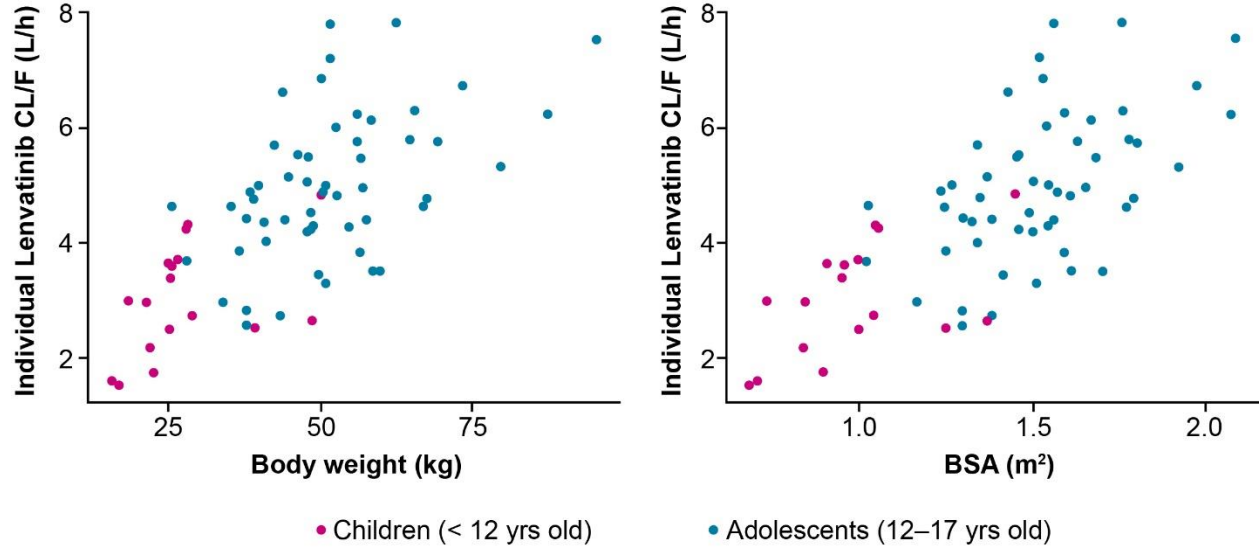 Individual Lenvatinib CL/F (L/h)
8
6
4
2
25
50
75
Body weight (kg)
Individual Lenvatinib CL/F (L/h)
8
6
4
2
1.0
1.5
2.0
BSA (m²)
Children (< 12 yrs old)
Adolescents (12–17 yrs old)